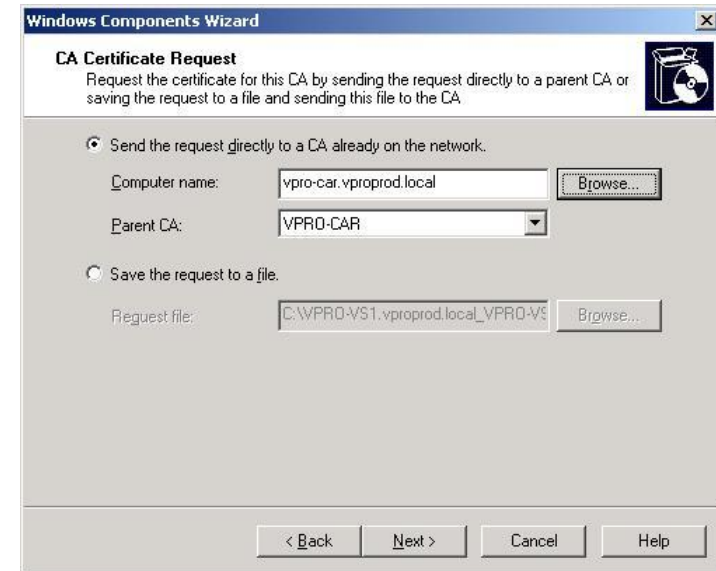 Windows Components Wizard
CA Certificate Request
Request the certificate for this CA by sending the request directly to a parent CA or
saving the request to a file and sending this file to the CA
Send the request directly to a CA already on the network.
Computer name: vpro-car.vproprod.local Browse...
Parent CA: VPRO-CAR
Save the request to a file.
Request file: C:\VPRO-VS1.vproprod.local_VPRO-VS Browse...
< Back Next > Cancel Help